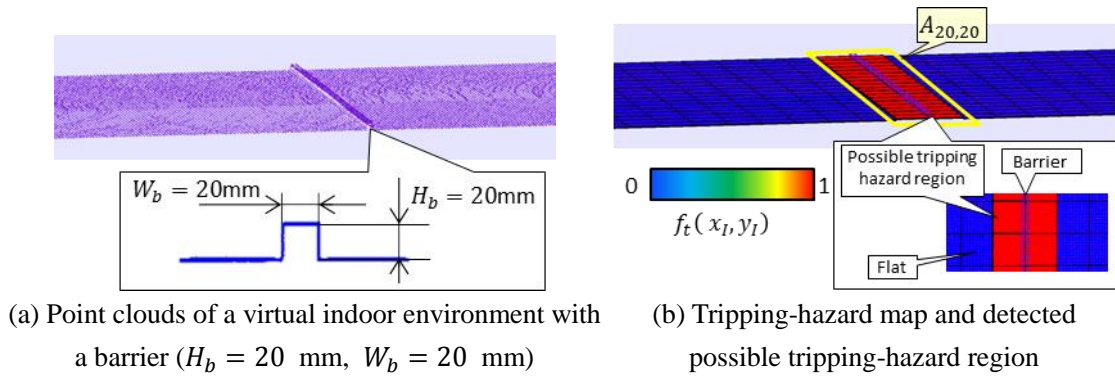 W_b = 20mm
H_b = 20mm
(a) Point clouds of a virtual indoor environment with
a barrier (H_b = 20 mm, W_b = 20 mm)
A_{20,20}
Possible tripping
hazard region
Barrier
0
1
f_t( x_I, y_I)
Flat
(b) Tripping-hazard map and detected
possible tripping-hazard region